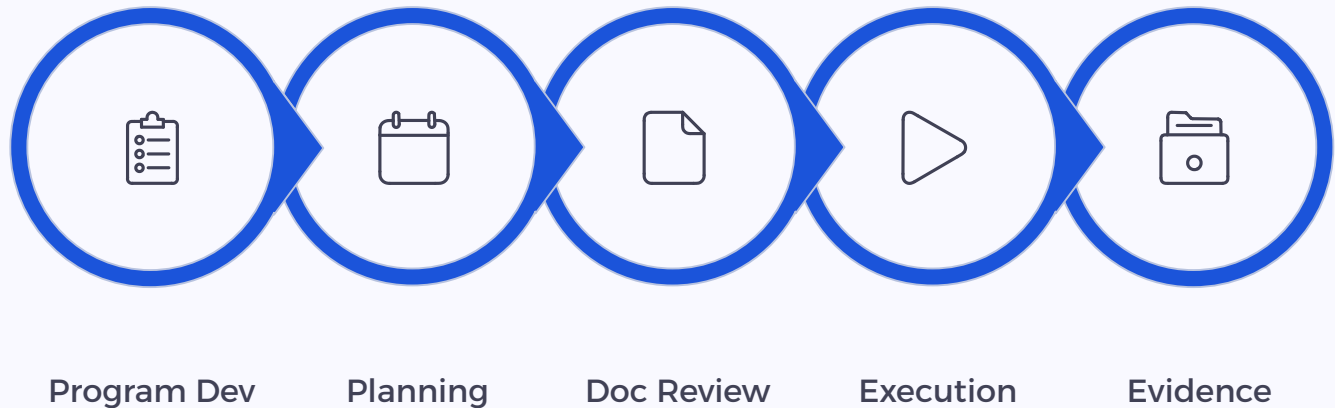 Program Dev
Planning
Doc Review
Execution
Evidence